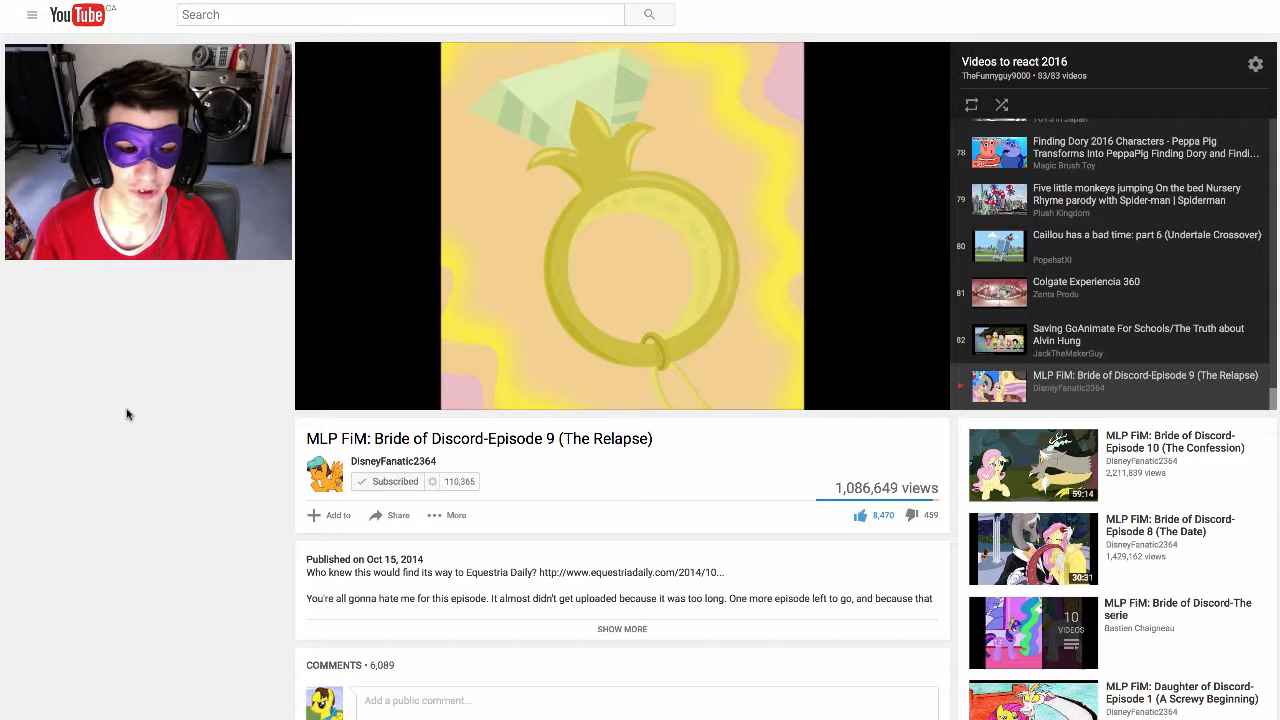 YouTube CA
Search
Videos to react 2016
TheFunnyguy9000 • 83/83 videos
78
Finding Dory 2016 Characters - Peppa Pig
Transforms Into PeppaPig Finding Dory and Findi...
Magic Brush Toy
79
Five little monkeys jumping On the bed Nursery
Rhyme parody with Spider-man | Spiderman
Plush Kingdom
80
Caillou has a bad time: part 6 (Undertale Crossover)
PopehatXI
81
Colgate Experiencia 360
Zenta Produ
82
Saving GoAnimate For Schools/The Truth about
Alvin Hung
JackTheMakerGuy
MLP FiM: Bride of Discord-Episode 9 (The Relapse)
DisneyFanatic2364
MLP FiM: Bride of Discord-Episode 9 (The Relapse)
DisneyFanatic2364
Subscribed 110,365
1,086,649 views
Add to Share More
8,470 459
Published on Oct 15, 2014
Who knew this would find its way to Equestria Daily? http://www.equestriadaily.com/2014/10...
You're all gonna hate me for this episode. It almost didn't get uploaded because it was too long. One more episode left to go, and because that
SHOW MORE
COMMENTS • 6,089
Add a public comment...
MLP FiM: Bride of Discord-
Episode 10 (The Confession)
DisneyFanatic2364
2,211,839 views
59:14
MLP FiM: Bride of Discord-
Episode 8 (The Date)
DisneyFanatic2364
1,429,162 views
30:31
MLP FiM: Bride of Discord-The
serie
Bastien Chaigneau
10
VIDEOS
MLP FiM: Daughter of Discord-
Episode 1 (A Screwy Beginning)
DisneyFanatic2364